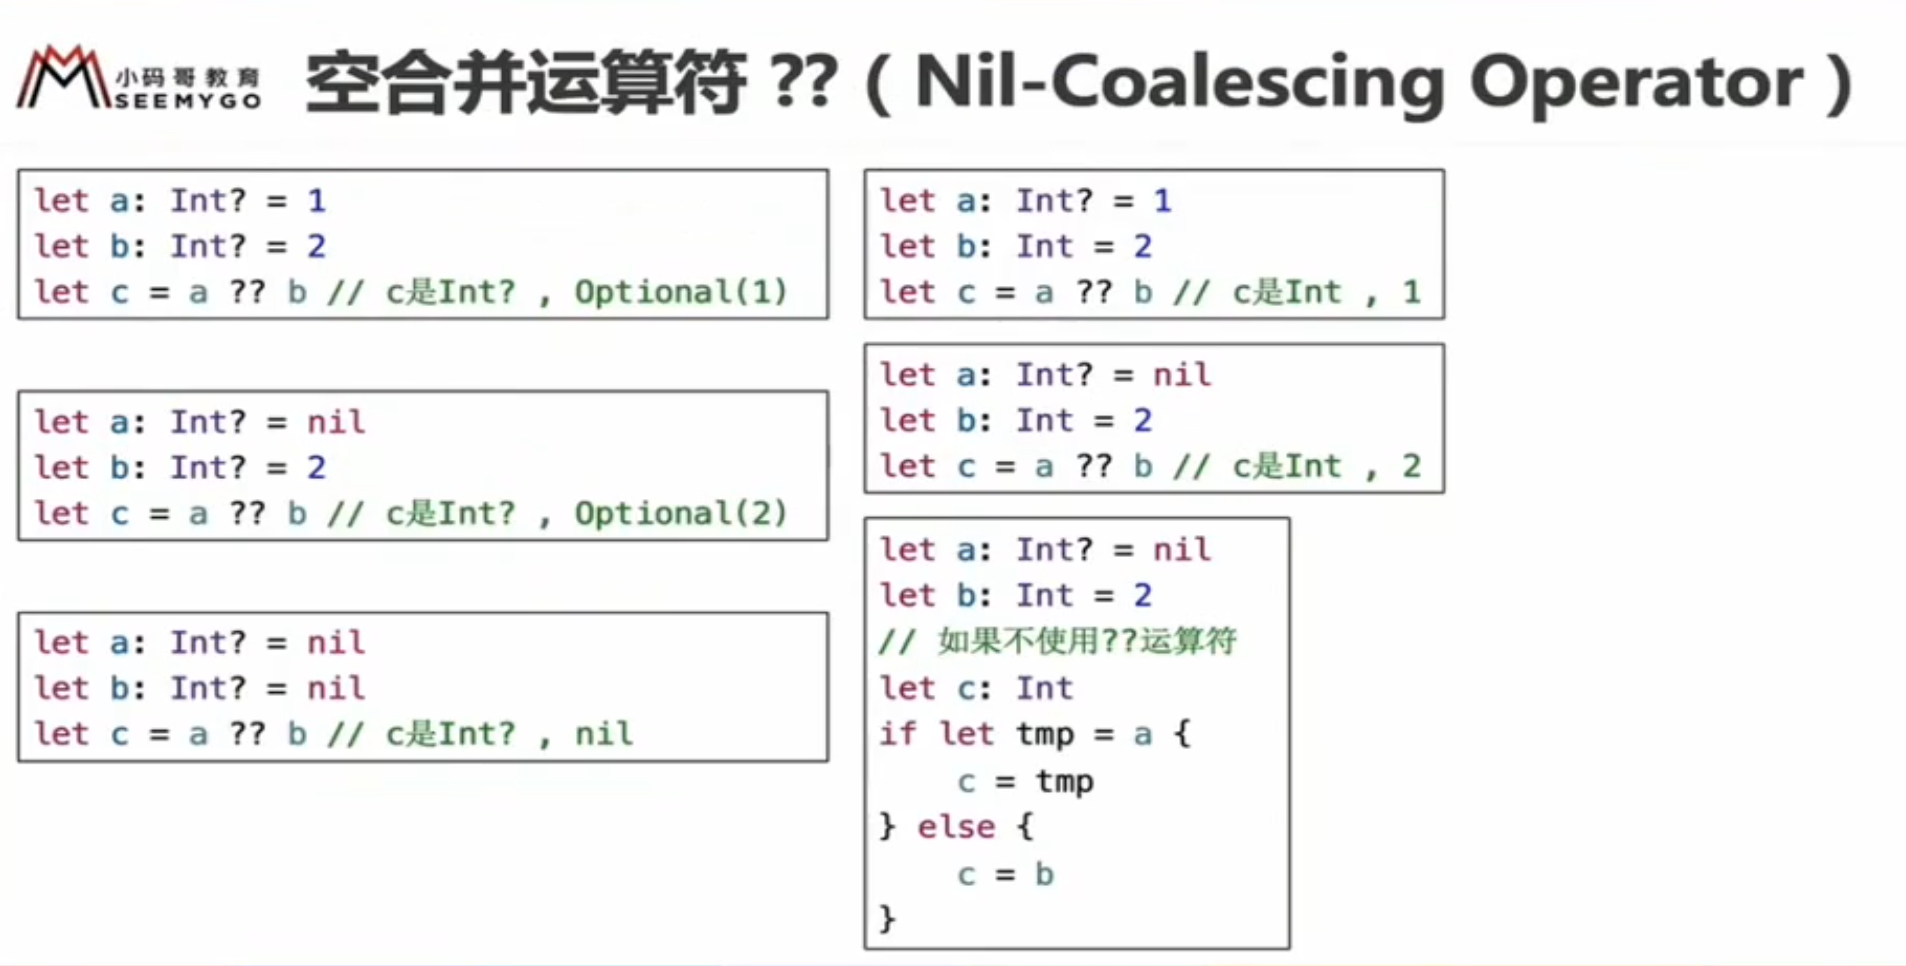 小码哥教育
SEEMYGO
空合并运算符 ??（ Nil-Coalescing Operator ）
let a: Int? = 1
let b: Int? = 2
let c = a ?? b // c是Int? , Optional(1)
let a: Int? = nil
let b: Int? = 2
let c = a ?? b // c是Int? , Optional(2)
let a: Int? = nil
let b: Int? = nil
let c = a ?? b // c是Int? , nil
let a: Int? = 1
let b: Int = 2
let c = a ?? b // c是Int , 1
let a: Int? = nil
let b: Int = 2
let c = a ?? b // c是Int , 2
let a: Int? = nil
let b: Int = 2
// 如果不使用??运算符
let c: Int
if let tmp = a {
    c = tmp
} else {
    c = b
}